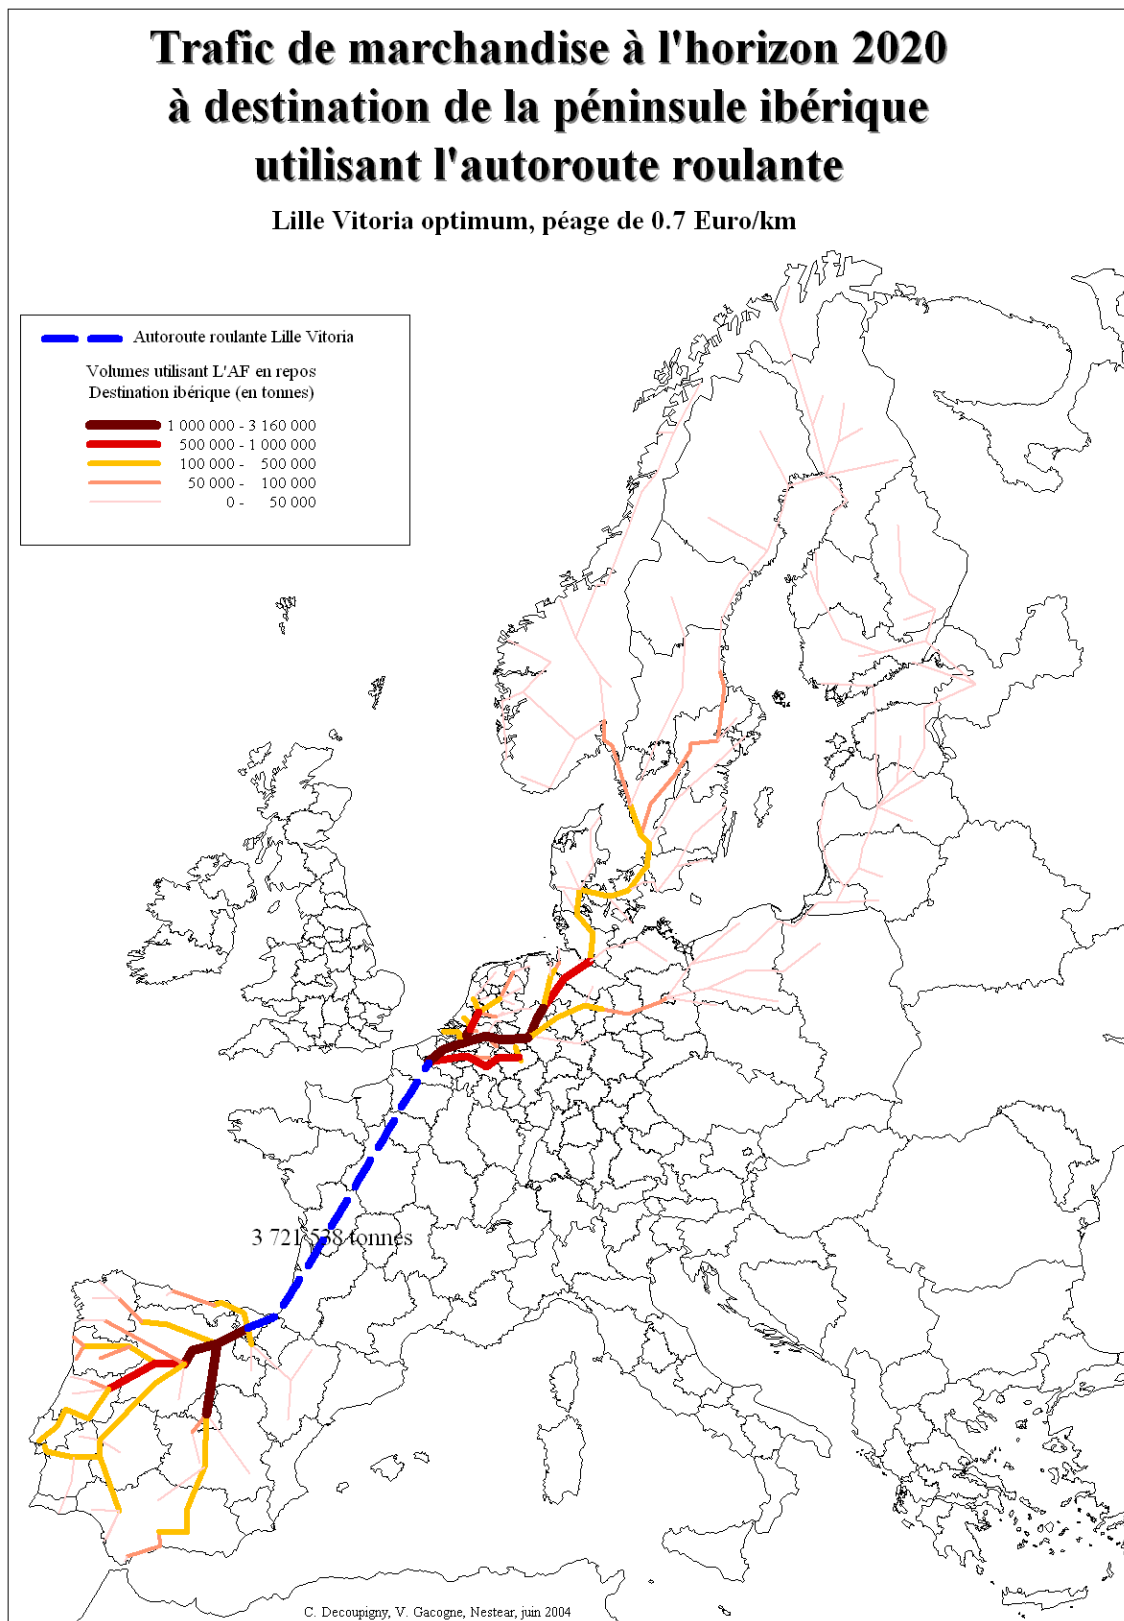 Trafic de marchandise à l'horizon 2020
à destination de la péninsule ibérique
utilisant l'autoroute roulante
Lille Vitoria optimum, péage de 0.7 Euro/km
Autoroute roulante Lille Vitoria
Volumes utilisant L'AF en repos
Destination ibérique (en tonnes)
1 000 000 - 3 160 000
500 000 - 1 000 000
100 000 - 500 000
50 000 - 100 000
0 - 50 000
3 721 538 tonnes
C. Decoupigny, V. Gacogne, Nestear, juin 2004